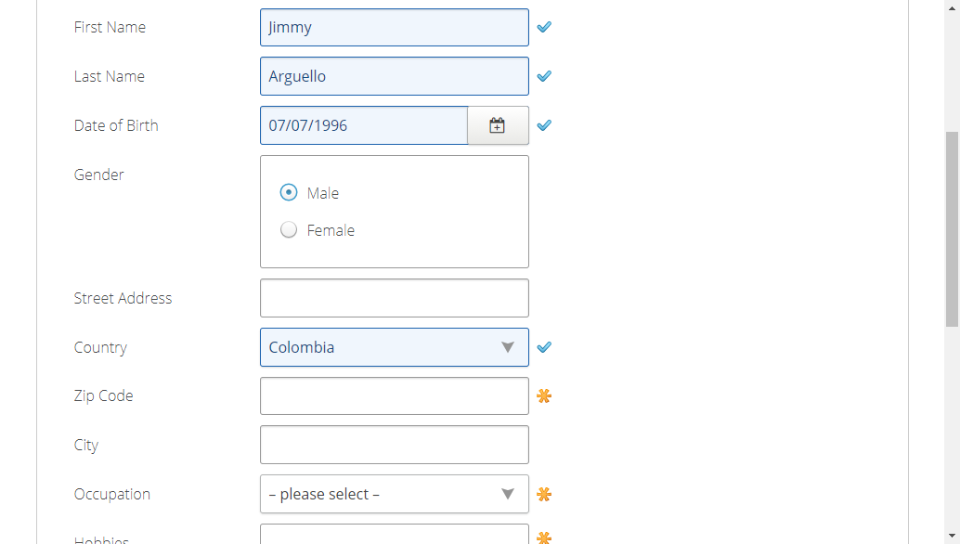 First Name
Jimmy
Last Name
Arguello
Date of Birth
07/07/1996
Gender
Male
Female
Street Address
Country
Colombia
Zip Code
City
Occupation
– please select –
Hobbies